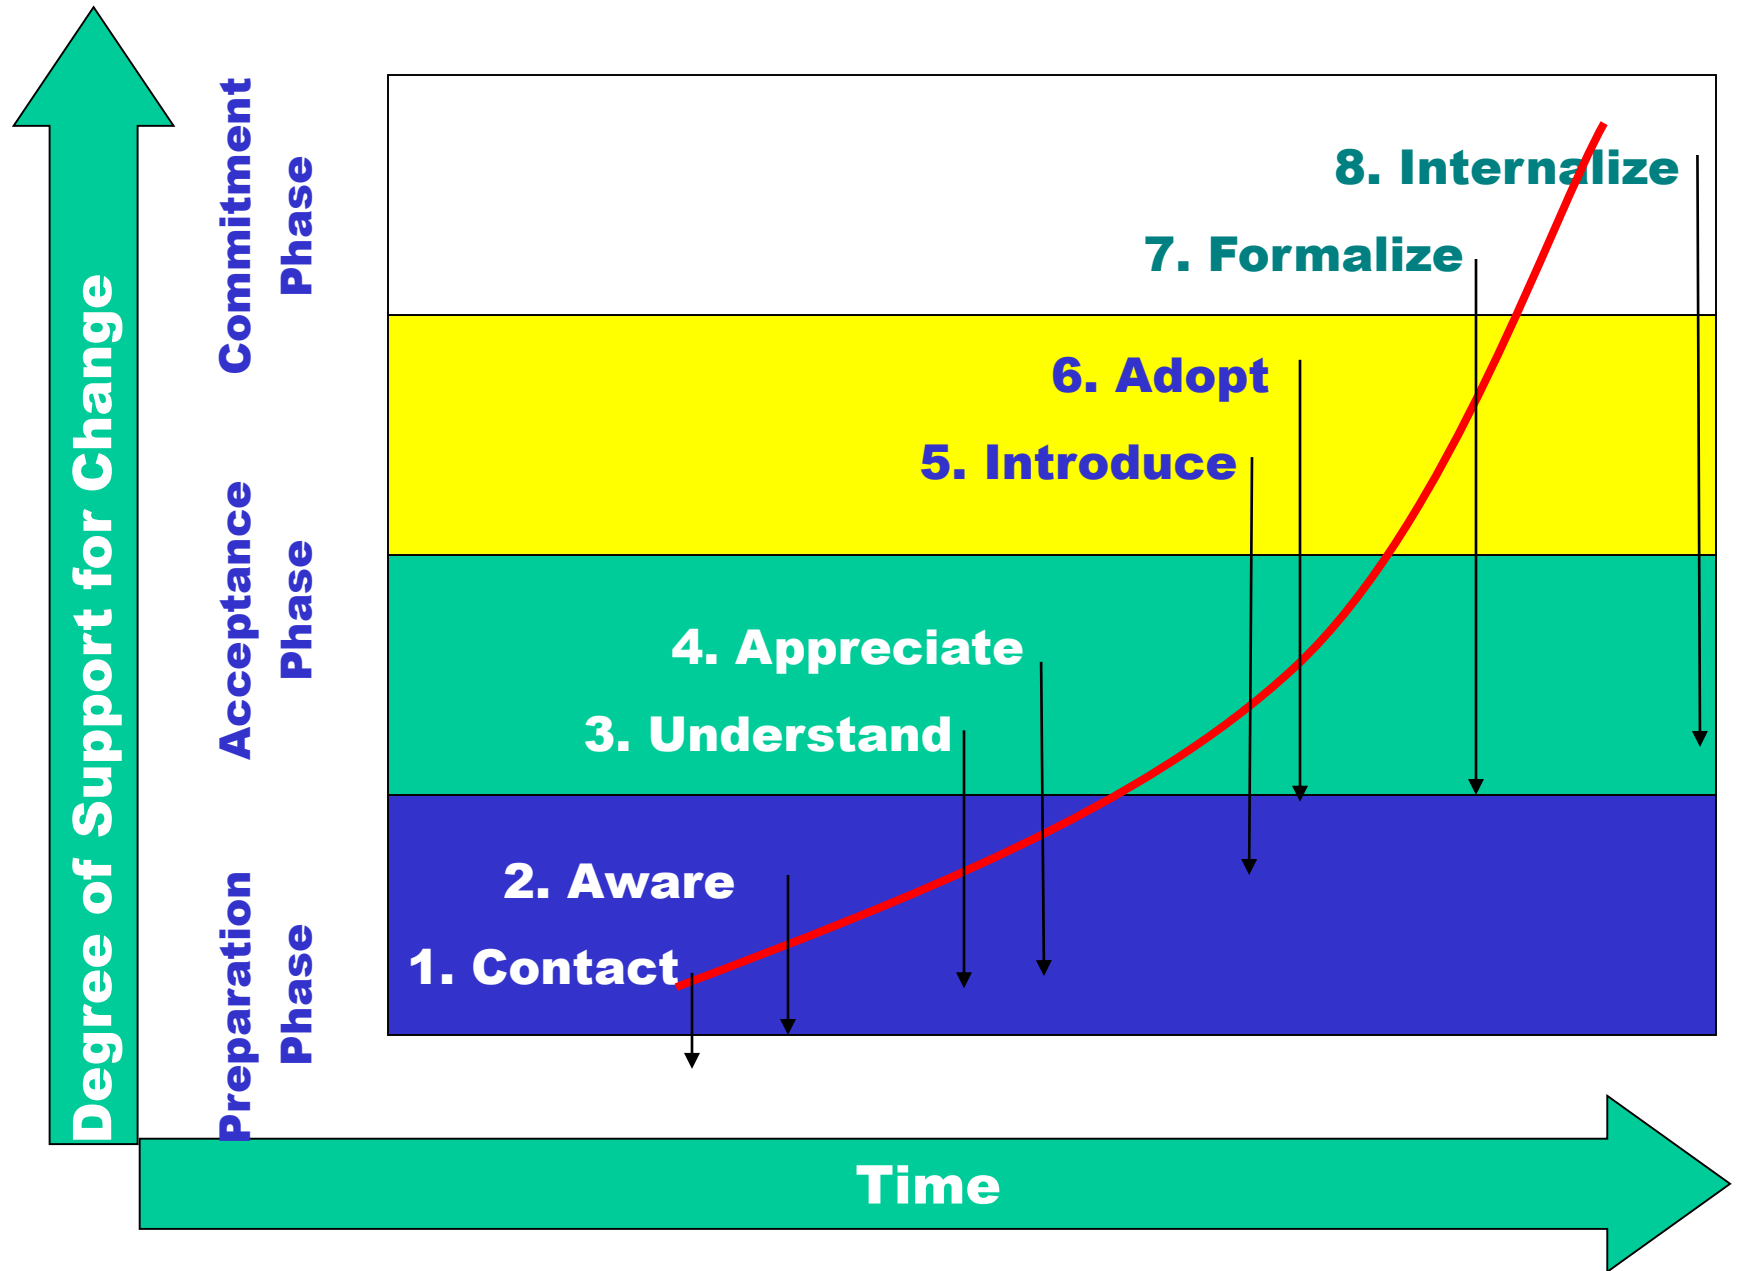 Degree of Support for Change
Commitment
Phase
Acceptance
Phase
Preparation
Phase
8. Internalize
7. Formalize
6. Adopt
5. Introduce
4. Appreciate
3. Understand
2. Aware
1. Contact
Time